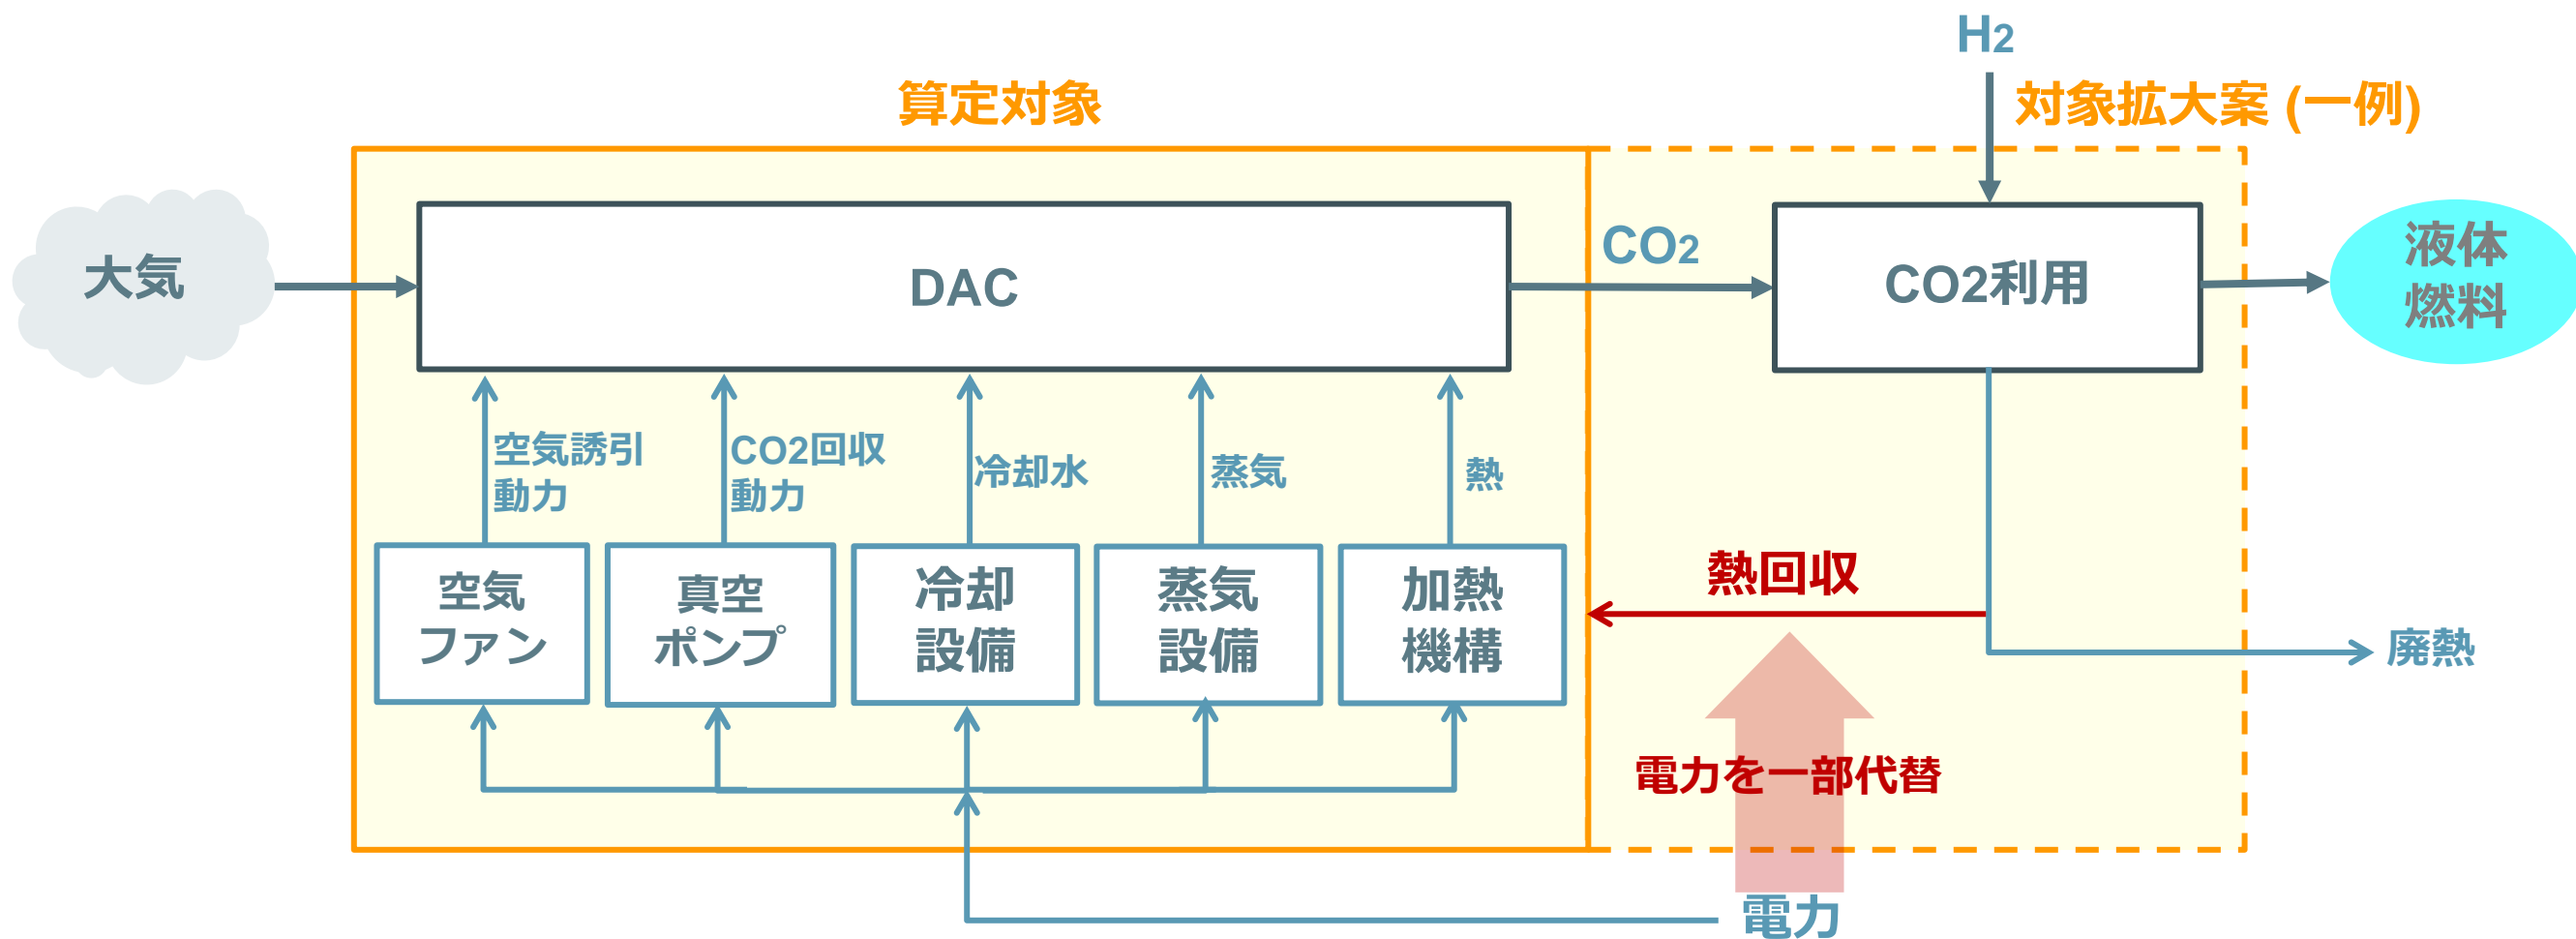 H2
算定対象
対象拡大案 (一例)
大気
DAC
CO2
CO2利用
液体
燃料
空気誘引
動力
CO2回収
動力
冷却水
蒸気
熱
空気
ファン
真空
ポンプ
冷却
設備
蒸気
設備
加熱
機構
熱回収
廃熱
電力を一部代替
電力